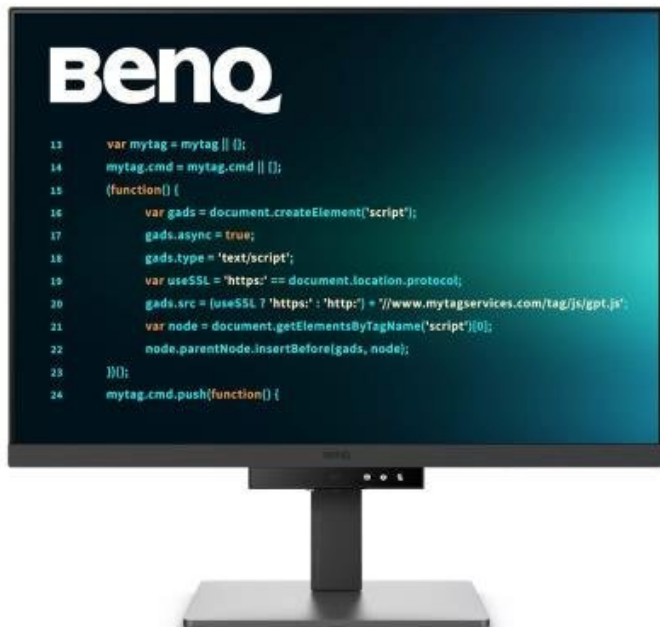 BenQ
13 var mytag = mytag || {};
14 mytag.cmd = mytag.cmd || [];
15 (function() {
16 var gads = document.createElement('script');
17 gads.async = true;
18 gads.type = 'text/script';
19 var useSSL = 'https:' == document.location.protocol;
20 gads.src = (useSSL ? 'https:' : 'http:') + '//www.mytagservices.com/tag/js/gpt.js';
21 var node = document.getElementsByTagName('script')[0];
22 node.parentNode.insertBefore(gads, node);
23 })();
24 mytag.cmd.push(function() {
BenQ